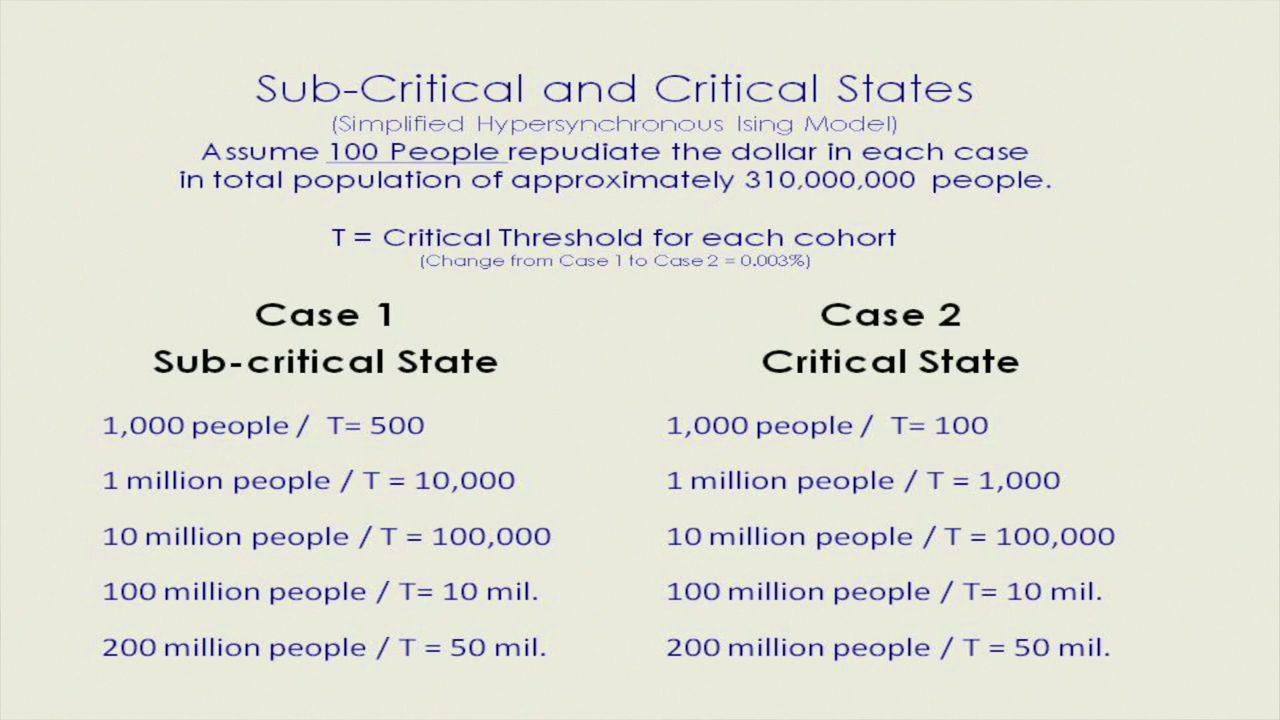 Sub-Critical and Critical States
(Simplified Hypersynchronous Ising Model)
Assume 100 People repudiate the dollar in each case
in total population of approximately 310,000,000 people.
T = Critical Threshold for each cohort
(Change from Case 1 to Case 2 = 0.003%)
Case 1
Sub-critical State
1,000 people / T= 500
1 million people / T = 10,000
10 million people / T = 100,000
100 million people / T= 10 mil.
200 million people / T = 50 mil.
Case 2
Critical State
1,000 people / T= 100
1 million people / T = 1,000
10 million people / T = 100,000
100 million people / T= 10 mil.
200 million people / T = 50 mil.